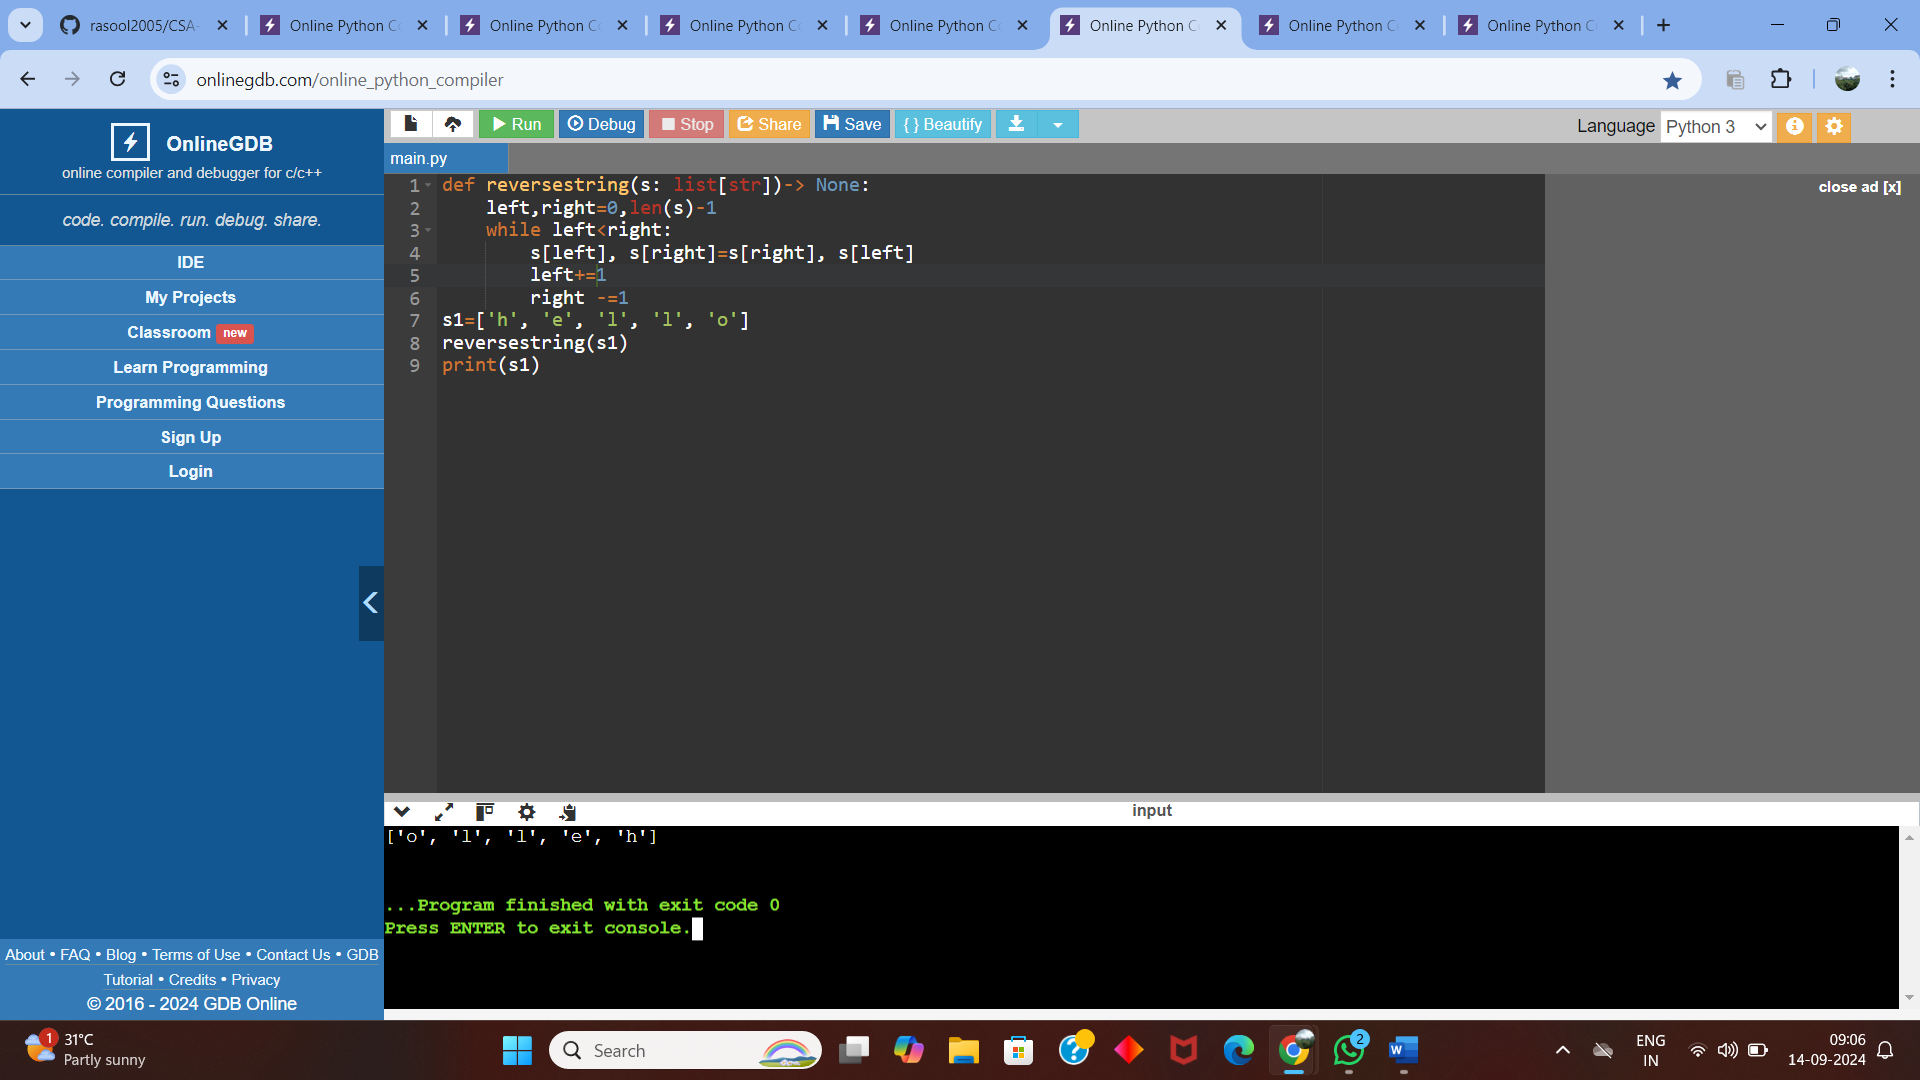 rasool2005/CSA-
Online Python C
Online Python C
Online Python C
Online Python C
Online Python C
Online Python C
Online Python C
onlinegdb.com/online_python_compiler
OnlineGDB
online compiler and debugger for c/c++
code. compile. run. debug. share.
IDE
My Projects
Classroom new
Learn Programming
Programming Questions
Sign Up
Login
About • FAQ • Blog • Terms of Use • Contact Us • GDB
Tutorial • Credits • Privacy
© 2016 - 2024 GDB Online
Run Debug Stop Share Save { } Beautify
Language Python 3
main.py
close ad [x]
1 def reversestring(s: list[str])-> None:
2     left,right=0,len(s)-1
3     while left<right:
4         s[left], s[right]=s[right], s[left]
5         left+=1
6         right -=1
7 s1=['h', 'e', 'l', 'l', 'o']
8 reversestring(s1)
9 print(s1)
input
['o', 'l', 'l', 'e', 'h']
...Program finished with exit code 0
Press ENTER to exit console.
1
31°C
Partly sunny
Search
2
ENG
IN
09:06
14-09-2024